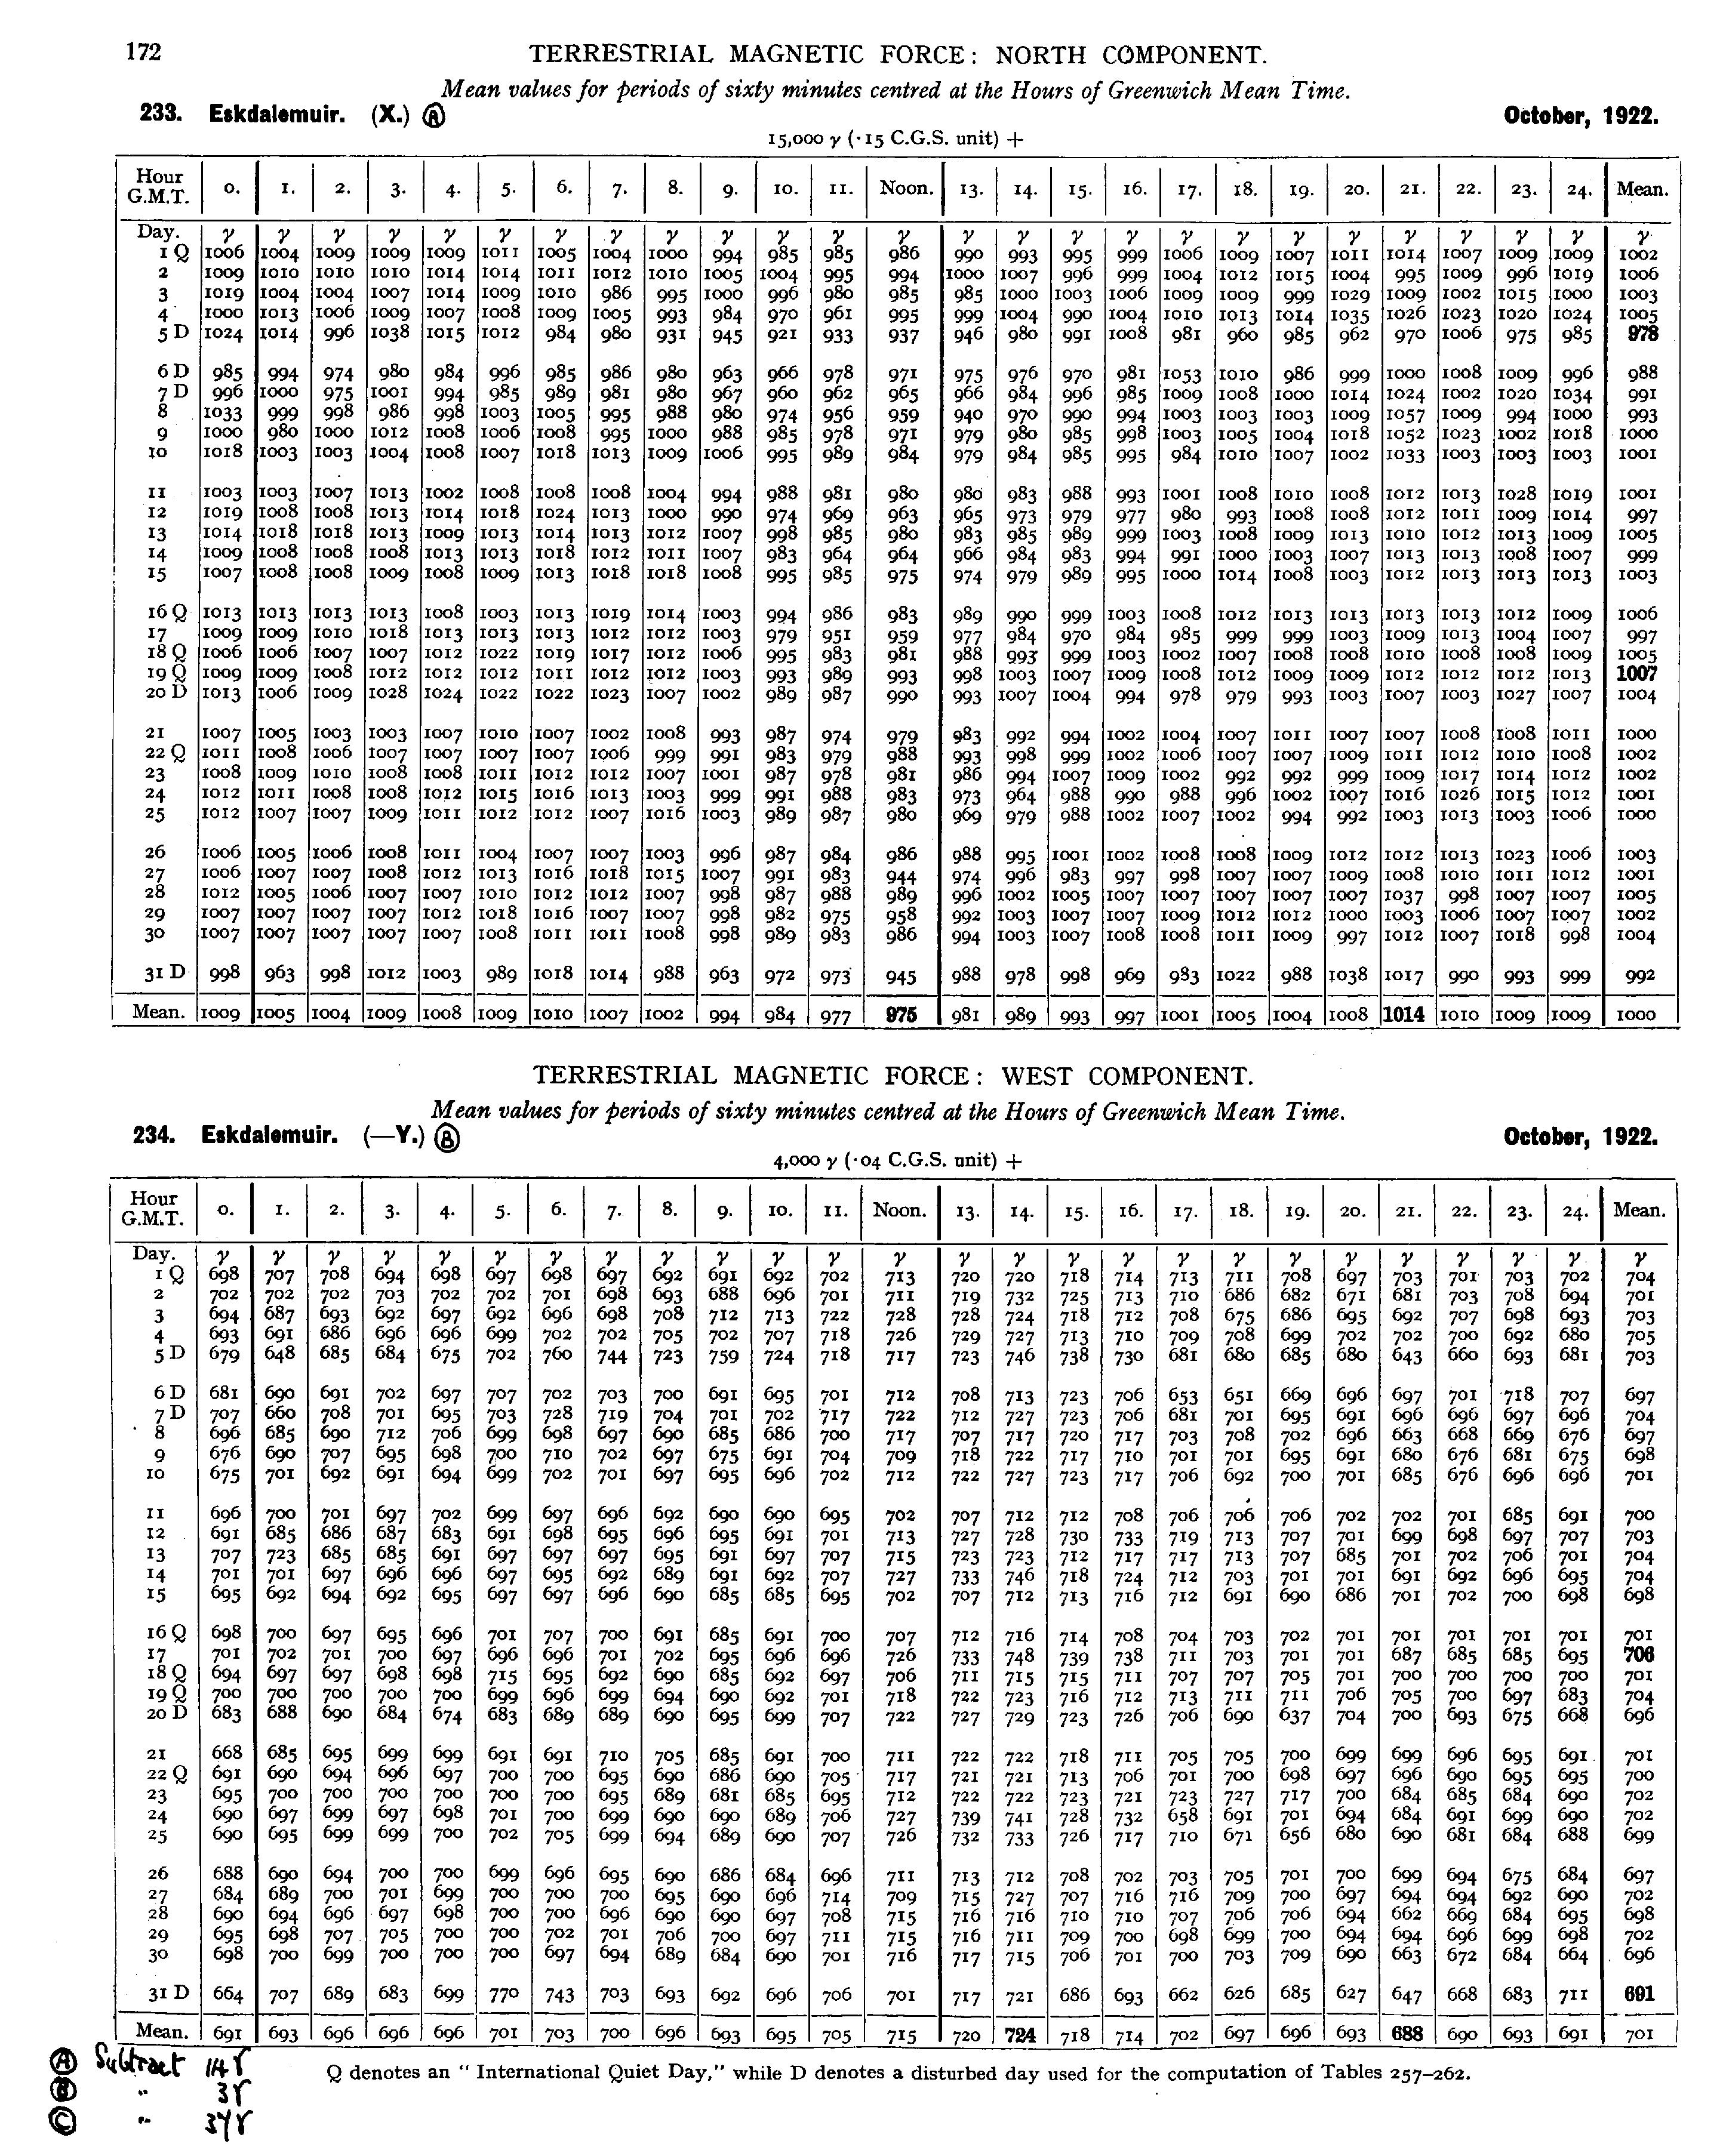 172
TERRESTRIAL MAGNETIC FORCE: NORTH COMPONENT.
Mean values for periods of sixty minutes centred at the Hours of Greenwich Mean Time.
233. Eskdalemuir. (X.) Ⓐ October, 1922.
15,000 γ (·15 C.G.S. unit) +
Hour G.M.T. 0. 1. 2. 3. 4. 5. 6. 7. 8. 9. 10. 11. Noon. 13. 14. 15. 16. 17. 18. 19. 20. 21. 22. 23. 24. Mean.
Day. γ γ γ γ γ γ γ γ γ γ γ γ γ γ γ γ γ γ γ γ γ γ γ γ γ γ
1 Q 1006 1004 1009 1009 1009 1011 1005 1004 1000 994 985 985 986 990 993 995 999 1006 1009 1007 1011 1014 1007 1009 1009 1002
2 1009 1010 1010 1010 1014 1014 1011 1012 1010 1005 1004 995 994 1000 1007 996 999 1004 1012 1015 1004 995 1009 996 1019 1006
3 1019 1004 1004 1007 1014 1009 1010 986 995 1000 996 980 985 985 1000 1003 1006 1009 1009 999 1029 1009 1002 1015 1000 1003
4 1000 1013 1006 1009 1007 1008 1009 1005 993 984 970 961 995 999 1004 990 1004 1010 1013 1014 1035 1026 1023 1020 1024 1005
5 D 1024 1014 996 1038 1015 1012 984 980 931 945 921 933 937 946 980 991 1008 981 960 985 962 970 1006 975 985 978
6 D 985 994 974 980 984 996 985 986 980 963 966 978 971 975 976 970 981 1053 1010 986 999 1000 1008 1009 996 988
7 D 996 1000 975 1001 994 985 989 981 980 967 960 962 965 966 984 996 985 1009 1008 1000 1014 1024 1002 1020 1034 991
8 1033 999 998 986 998 1003 1005 995 988 980 974 956 959 940 970 990 994 1003 1003 1003 1009 1057 1009 994 1000 993
9 1000 980 1000 1012 1008 1006 1008 995 1000 988 985 978 971 979 980 985 998 1003 1005 1004 1018 1052 1023 1002 1018 1000
10 1018 1003 1003 1004 1008 1007 1018 1013 1009 1006 995 989 984 979 984 985 995 984 1010 1007 1002 1033 1003 1003 1003 1001
11 1003 1003 1007 1013 1002 1008 1008 1008 1004 994 988 981 980 980 983 988 993 1001 1008 1010 1008 1012 1013 1028 1019 1001
12 1019 1008 1008 1013 1014 1018 1024 1013 1000 990 974 969 963 965 973 979 977 980 993 1008 1008 1012 1011 1009 1014 997
13 1014 1018 1018 1013 1009 1013 1014 1013 1012 1007 998 985 980 983 985 989 999 1003 1008 1009 1013 1010 1012 1013 1009 1005
14 1009 1008 1008 1008 1013 1013 1018 1012 1011 1007 983 964 964 966 984 983 994 991 1000 1003 1007 1013 1013 1008 1007 999
15 1007 1008 1008 1009 1008 1009 1013 1018 1018 1008 995 985 975 974 979 989 995 1000 1014 1008 1003 1012 1013 1013 1013 1003
16 Q 1013 1013 1013 1013 1008 1003 1013 1019 1014 1003 994 986 983 989 990 999 1003 1008 1012 1013 1013 1013 1013 1012 1009 1006
17 1009 1009 1010 1018 1013 1013 1013 1012 1012 1003 979 951 959 977 984 970 984 985 999 999 1003 1009 1013 1004 1007 997
18 Q 1006 1006 1007 1007 1012 1022 1019 1017 1012 1006 995 983 981 988 993 999 1003 1002 1007 1008 1008 1010 1008 1008 1009 1005
19 Q 1009 1009 1008 1012 1012 1012 1011 1012 1012 1003 993 989 993 998 1003 1007 1009 1008 1012 1009 1009 1012 1012 1012 1013 1007
20 D 1013 1006 1009 1028 1024 1022 1022 1023 1007 1002 989 987 990 993 1007 1004 994 978 979 993 1003 1007 1003 1027 1007 1004
21 1007 1005 1003 1003 1007 1010 1007 1002 1008 993 987 974 979 983 992 994 1002 1004 1007 1011 1007 1007 1008 1008 1011 1000
22 Q 1011 1008 1006 1007 1007 1007 1007 1006 999 991 983 979 988 993 998 999 1002 1006 1007 1007 1009 1011 1012 1010 1008 1002
23 1008 1009 1010 1008 1008 1011 1012 1012 1007 1001 987 978 981 986 994 1007 1009 1002 992 992 999 1009 1017 1014 1012 1002
24 1012 1011 1008 1008 1012 1015 1016 1013 1003 999 991 988 983 973 964 988 990 988 996 1002 1007 1016 1026 1015 1012 1001
25 1012 1007 1007 1009 1011 1012 1012 1007 1016 1003 989 987 980 969 979 988 1002 1007 1002 994 992 1003 1013 1003 1006 1000
26 1006 1005 1006 1008 1011 1004 1007 1007 1003 996 987 984 986 988 995 1001 1002 1008 1008 1009 1012 1012 1013 1023 1006 1003
27 1006 1007 1007 1008 1012 1013 1016 1018 1015 1007 991 983 944 974 996 983 997 998 1007 1007 1009 1008 1010 1011 1012 1001
28 1012 1005 1006 1007 1007 1010 1012 1012 1007 998 987 988 989 996 1002 1005 1007 1007 1007 1007 1007 1037 998 1007 1007 1005
29 1007 1007 1007 1007 1012 1018 1016 1007 1007 998 982 975 958 992 1003 1007 1007 1009 1012 1012 1000 1003 1006 1007 1007 1002
30 1007 1007 1007 1007 1007 1008 1011 1011 1008 998 989 983 986 994 1003 1007 1008 1008 1011 1009 997 1012 1007 1018 998 1004
31 D 998 963 998 1012 1003 989 1018 1014 988 963 972 973 945 988 978 998 969 983 1022 988 1038 1017 990 993 999 992
Mean. 1009 1005 1004 1009 1008 1009 1010 1007 1002 994 984 977 975 981 989 993 997 1001 1005 1004 1008 1014 1010 1009 1009 1000
TERRESTRIAL MAGNETIC FORCE: WEST COMPONENT.
Mean values for periods of sixty minutes centred at the Hours of Greenwich Mean Time.
234. Eskdalemuir. (—Y.) Ⓑ October, 1922.
4,000 γ (·04 C.G.S. unit) +
Hour G.M.T. 0. 1. 2. 3. 4. 5. 6. 7. 8. 9. 10. 11. Noon. 13. 14. 15. 16. 17. 18. 19. 20. 21. 22. 23. 24. Mean.
Day. γ γ γ γ γ γ γ γ γ γ γ γ γ γ γ γ γ γ γ γ γ γ γ γ γ γ
1 Q 698 707 708 694 698 697 698 697 692 691 692 702 713 720 720 718 714 713 711 708 697 703 701 703 702 704
2 702 702 702 703 702 702 701 698 693 688 696 701 711 719 732 725 713 710 686 682 671 681 703 708 694 701
3 694 687 693 692 697 692 696 698 708 712 713 722 728 728 724 718 712 708 675 686 695 692 707 698 693 703
4 693 691 686 696 696 699 702 702 705 702 707 718 726 729 727 713 710 709 708 699 702 702 700 692 680 705
5 D 679 648 685 684 675 702 760 744 723 759 724 718 717 723 746 738 730 681 680 685 680 643 660 693 681 703
6 D 681 690 691 702 697 707 702 703 700 691 695 701 712 708 713 723 706 653 651 669 696 697 701 718 707 697
7 D 707 660 708 701 695 703 728 719 704 701 702 717 722 712 727 723 706 681 701 695 691 696 696 697 696 704
8 696 685 690 712 706 699 698 697 690 685 686 700 717 707 717 720 717 703 708 702 696 663 668 669 676 697
9 676 690 707 695 698 700 710 702 697 675 691 704 709 718 722 717 710 701 701 695 691 680 676 681 675 698
10 675 701 692 691 694 699 702 701 697 695 696 702 712 722 727 723 717 706 692 700 701 685 676 696 696 701
11 696 700 701 697 702 699 697 696 692 690 690 695 702 707 712 712 708 706 706 706 702 702 701 685 691 700
12 691 685 686 687 683 691 698 695 696 695 691 701 713 727 728 730 733 719 713 707 701 699 698 697 707 703
13 707 723 685 685 691 697 697 697 695 691 697 707 715 723 723 712 717 717 713 707 685 701 702 706 701 704
14 701 701 697 696 696 697 695 692 689 691 692 707 727 733 746 718 724 712 703 701 701 691 692 696 695 704
15 695 692 694 692 695 697 697 696 690 685 685 695 702 707 712 713 716 712 691 690 686 701 702 700 698 698
16 Q 698 700 697 695 696 701 707 700 691 685 691 700 707 712 716 714 708 704 703 702 701 701 701 701 701 701
17 701 702 701 700 697 696 696 701 702 695 696 696 726 733 748 739 738 711 703 701 701 687 685 685 695 706
18 Q 694 697 697 698 698 715 695 692 690 685 692 697 706 711 715 715 711 707 707 705 701 700 700 700 700 701
19 Q 700 700 700 700 700 699 696 699 694 690 692 701 718 722 723 716 712 713 711 711 706 705 700 697 683 704
20 D 683 688 690 684 674 683 689 689 690 695 699 707 722 727 729 723 726 706 690 637 704 700 693 675 668 696
21 668 685 695 699 699 691 691 710 705 685 691 700 711 722 722 718 711 705 705 700 699 699 696 695 691 701
22 Q 691 690 694 696 697 700 700 695 690 686 690 705 717 721 721 713 706 701 700 698 697 696 690 695 695 700
23 695 700 700 700 700 700 700 695 689 681 685 695 712 722 722 723 721 723 727 717 700 684 685 684 690 702
24 690 697 699 697 698 701 700 699 690 690 689 706 727 739 741 728 732 658 691 701 694 684 691 699 690 702
25 690 695 699 699 700 702 705 699 694 689 690 707 726 732 733 726 717 710 671 656 680 690 681 684 688 699
26 688 690 694 700 700 699 696 695 690 686 684 696 711 713 712 708 702 703 705 701 700 699 694 675 684 697
27 684 689 700 701 699 700 700 700 695 690 696 714 709 715 727 707 716 716 709 700 697 694 694 692 690 702
28 690 694 696 697 698 700 700 696 690 690 697 708 715 716 716 710 710 707 706 706 694 662 669 684 695 698
29 695 698 707 705 700 700 702 701 706 700 697 711 715 716 711 709 700 698 699 700 694 694 696 699 698 702
30 698 700 699 700 700 700 697 694 689 684 690 701 716 717 715 706 701 700 703 709 690 663 672 684 664 696
31 D 664 707 689 683 699 770 743 703 693 692 696 706 701 717 721 686 693 662 626 685 627 647 668 683 711 691
Mean. 691 693 696 696 696 701 703 700 696 693 695 705 715 720 724 718 714 702 697 696 693 688 690 693 691 701
Q denotes an “ International Quiet Day,” while D denotes a disturbed day used for the computation of Tables 257–262.
Ⓐ Subtract 14γ
Ⓑ " 3γ
Ⓒ "